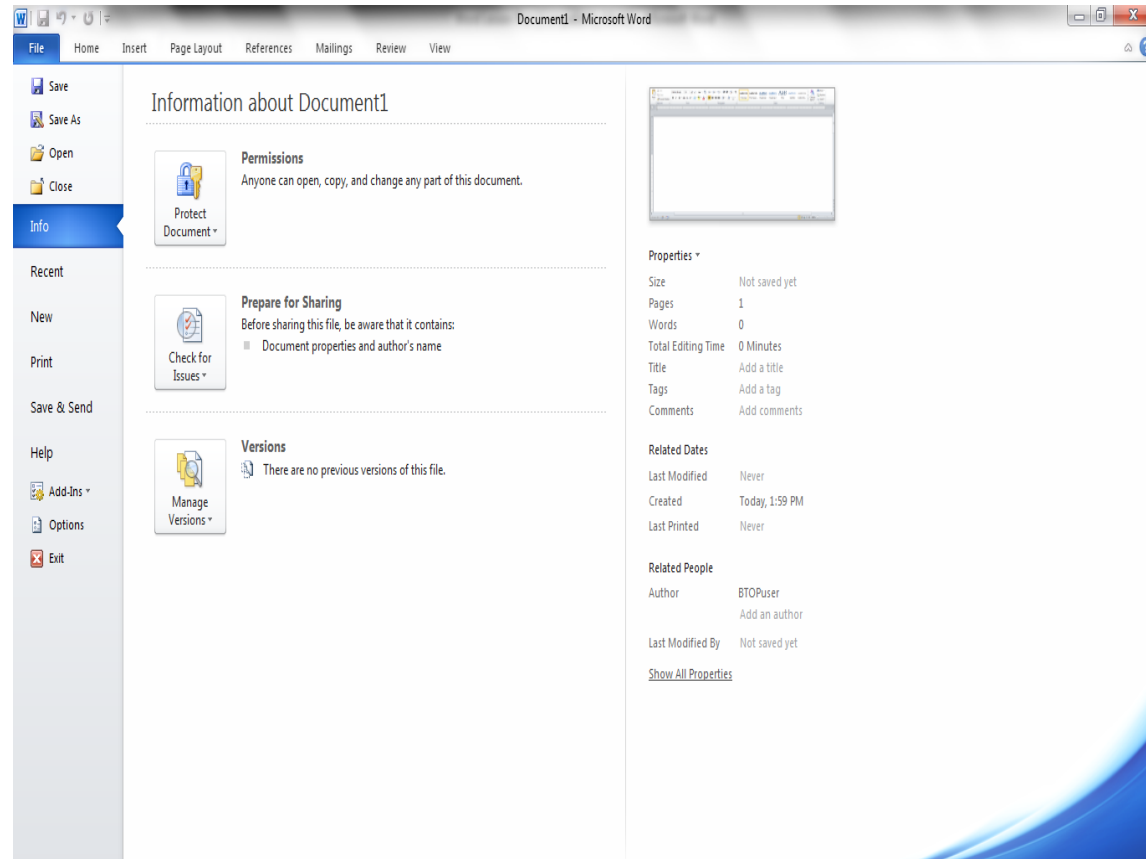 Document1 - Microsoft Word
File Home Insert Page Layout References Mailings Review View
Save
Save As
Open
Close
Info
Recent
New
Print
Save & Send
Help
Add-Ins
Options
Exit
Information about Document1
Protect
Document
Permissions
Anyone can open, copy, and change any part of this document.
Check for
Issues
Prepare for Sharing
Before sharing this file, be aware that it contains:
Document properties and author's name
Manage
Versions
Versions
There are no previous versions of this file.
Properties
Size Not saved yet
Pages 1
Words 0
Total Editing Time 0 Minutes
Title Add a title
Tags Add a tag
Comments Add comments
Related Dates
Last Modified Never
Created Today, 1:59 PM
Last Printed Never
Related People
Author BTOPuser
Add an author
Last Modified By Not saved yet
Show All Properties